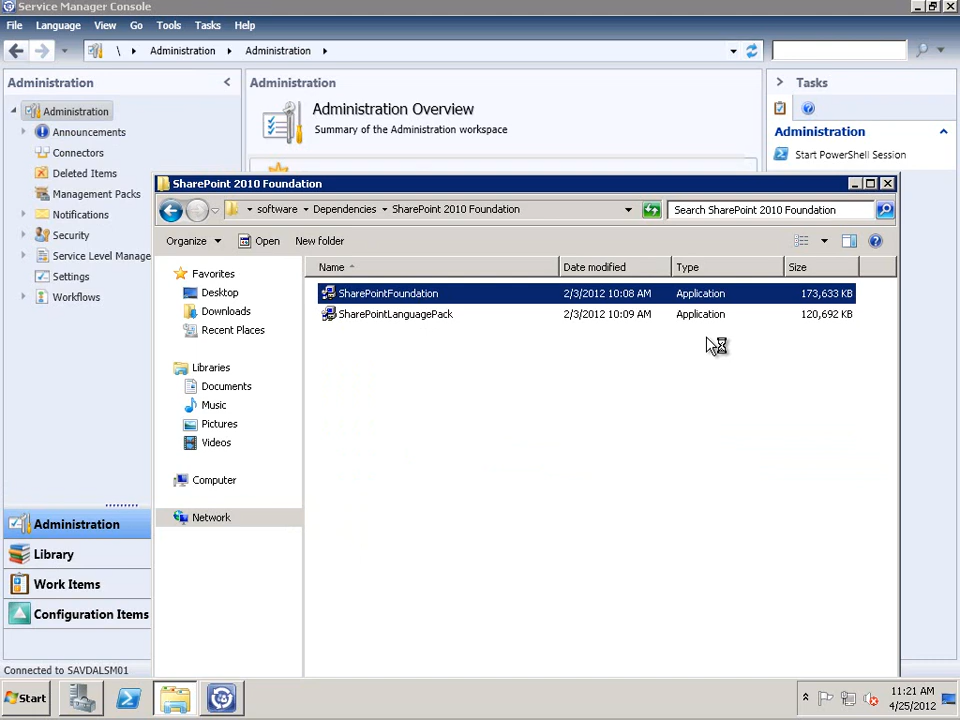 Service Manager Console
File Language View Go Tools Tasks Help
\ Administration Administration
Administration
Administration
Announcements
Connectors
Deleted Items
Management Packs
Notifications
Security
Service Level Manage
Settings
Workflows
Administration
Library
Work Items
Configuration Items
Connected to SAVDALSM01
Administration
Administration Overview
Summary of the Administration workspace
Tasks
Administration
Start PowerShell Session
SharePoint 2010 Foundation
software Dependencies SharePoint 2010 Foundation
Search SharePoint 2010 Foundation
Organize Open New folder
Favorites
Desktop
Downloads
Recent Places
Libraries
Documents
Music
Pictures
Videos
Computer
Network
Name Date modified Type Size
SharePointFoundation 2/3/2012 10:08 AM Application 173,633 KB
SharePointLanguagePack 2/3/2012 10:09 AM Application 120,692 KB
Start
11:21 AM
4/25/2012